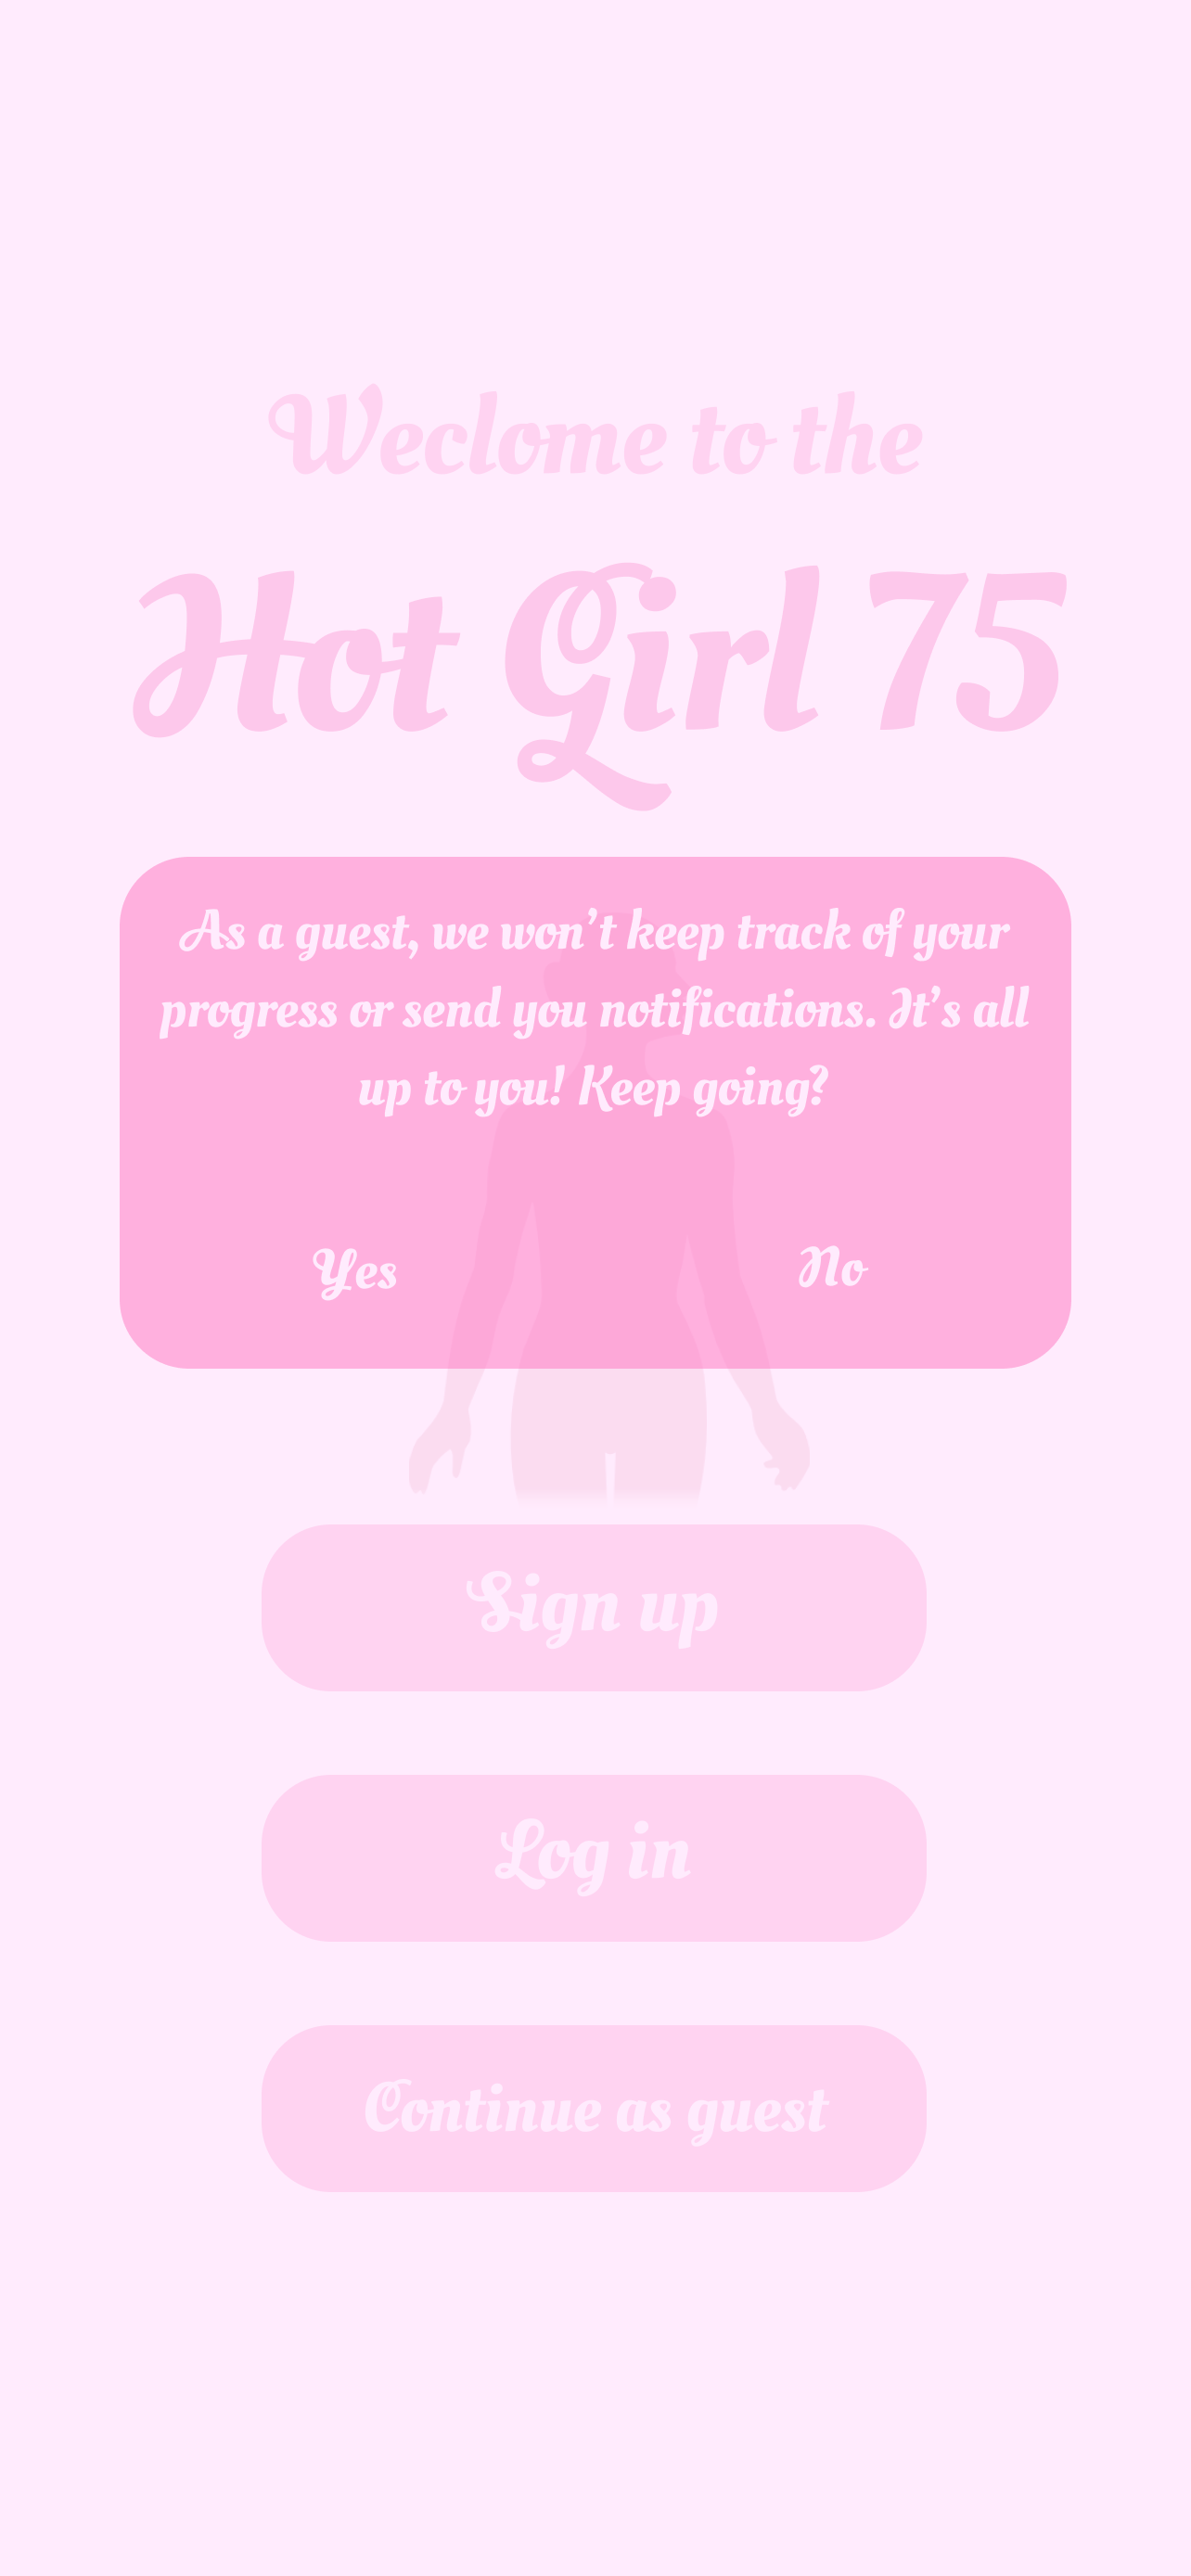 Weclome to the
Hot Girl 75
As a guest, we won’t keep track of your
progress or send you notifications. It’s all
up to you! Keep going?
Yes
No
Sign up
Log in
Continue as guest